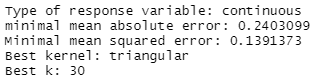 Type of response variable: continuous
minimal mean absolute error: 0.2403099
Minimal mean squared error: 0.1391373
Best kernel: triangular
Best k: 30